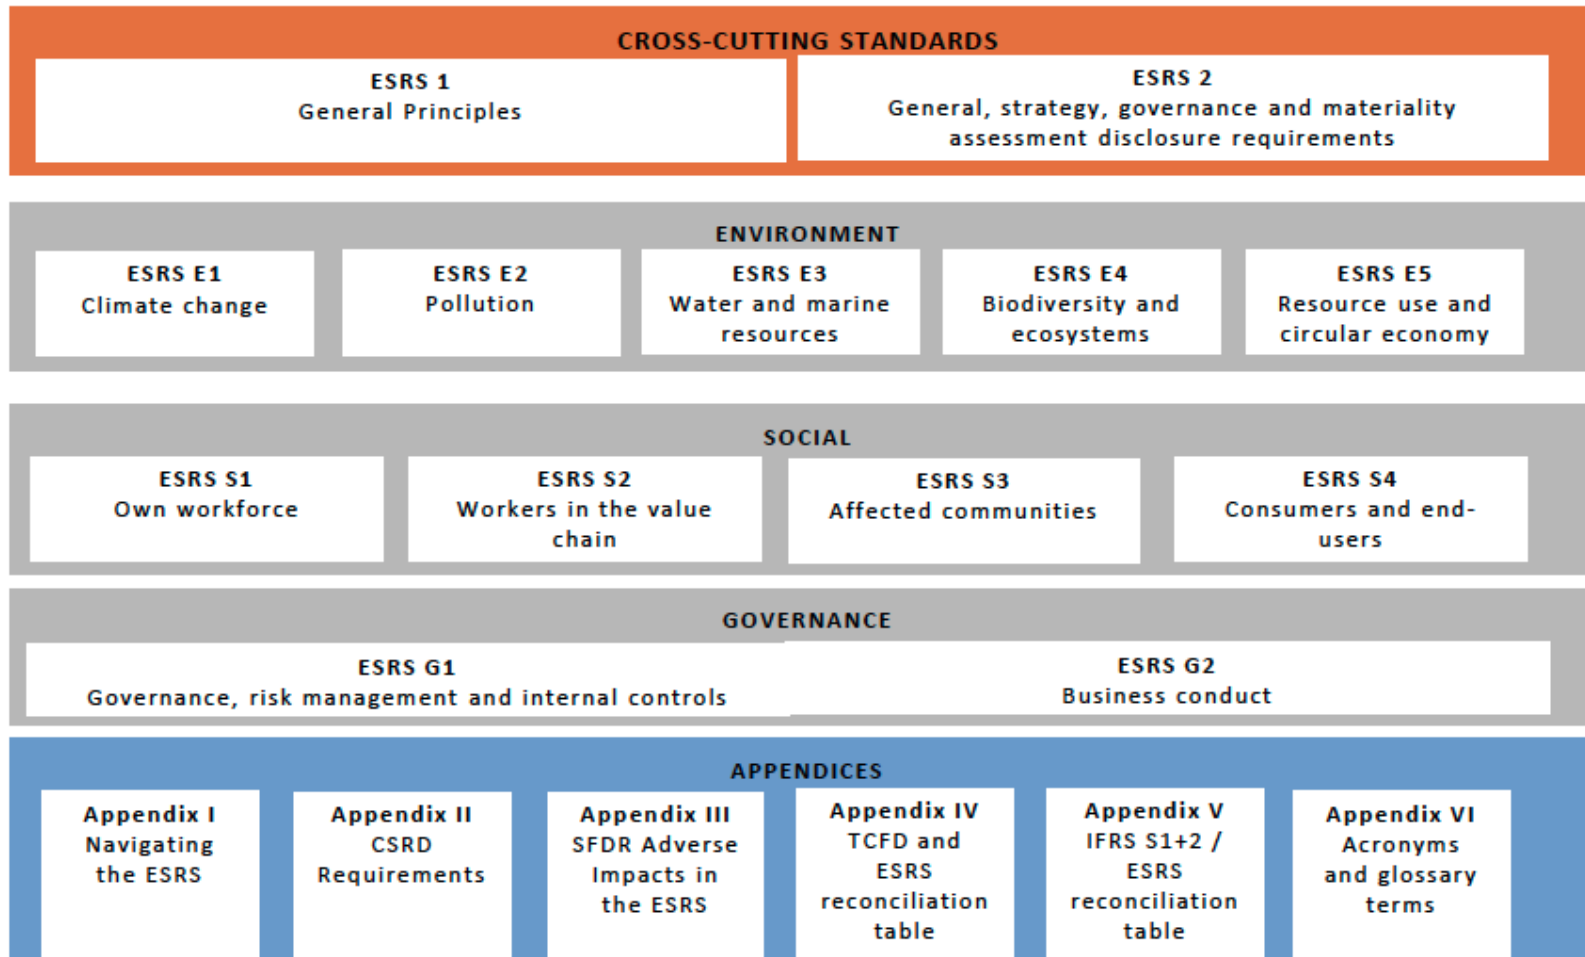 CROSS-CUTTING STANDARDS
ESRS 1
General Principles
ESRS 2
General, strategy, governance and materiality
assessment disclosure requirements
ENVIRONMENT
ESRS E1
Climate change
ESRS E2
Pollution
ESRS E3
Water and marine
resources
ESRS E4
Biodiversity and
ecosystems
ESRS E5
Resource use and
circular economy
SOCIAL
ESRS S1
Own workforce
ESRS S2
Workers in the value
chain
ESRS S3
Affected communities
ESRS S4
Consumers and end-
users
GOVERNANCE
ESRS G1
Governance, risk management and internal controls
ESRS G2
Business conduct
APPENDICES
Appendix I
Navigating
the ESRS
Appendix II
CSRD
Requirements
Appendix III
SFDR Adverse
Impacts in
the ESRS
Appendix IV
TCFD and
ESRS
reconciliation
table
Appendix V
IFRS S1+2 /
ESRS
reconciliation
table
Appendix VI
Acronyms
and glossary
terms